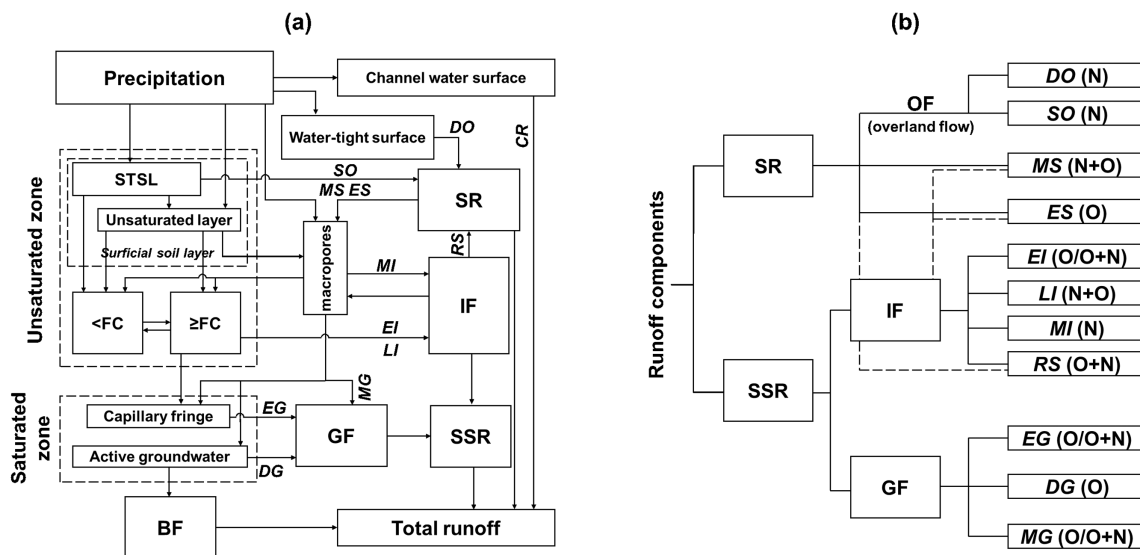 (a)
Precipitation
Channel water surface
Water-tight surface
DO
CR
Unsaturated zone
STSL
SO
MS ES
SR
Unsaturated layer
Surficial soil layer
macropores
RS
MI
IF
<FC
≥FC
EI
LI
Saturated
zone
Capillary fringe
EG
MG
GF
SSR
Active groundwater
DG
BF
Total runoff
(b)
Runoff components
SR
OF
(overland flow)
DO (N)
SO (N)
MS (N+O)
ES (O)
SSR
IF
EI (O/O+N)
LI (N+O)
MI (N)
RS (O+N)
GF
EG (O/O+N)
DG (O)
MG (O/O+N)